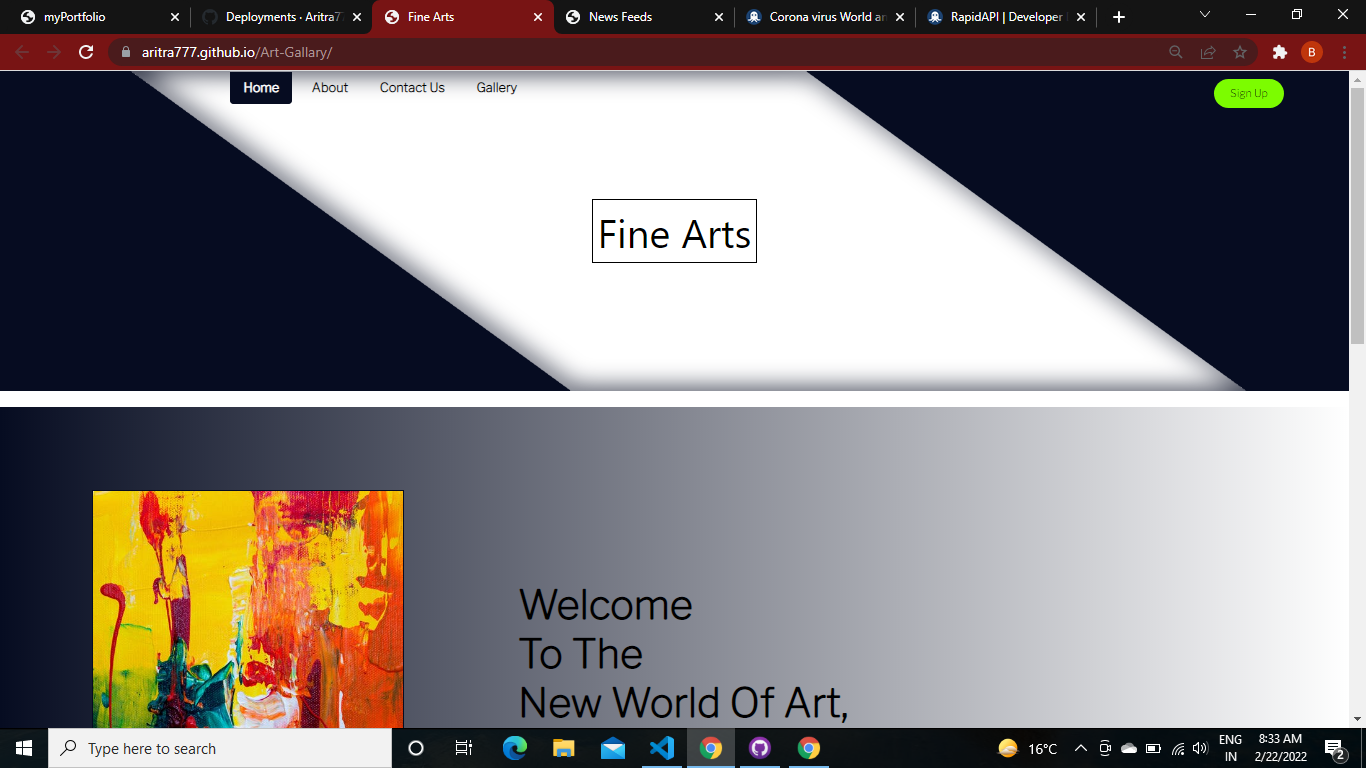 myPortfolio
Deployments · Aritra77
Fine Arts
News Feeds
Corona virus World an
RapidAPI | Developer
aritra777.github.io/Art-Gallary/
B
Home
About
Contact Us
Gallery
Sign Up
Fine Arts
Welcome
To The
New World Of Art,
Type here to search
16°C
ENG
IN
8:33 AM
2/22/2022
2